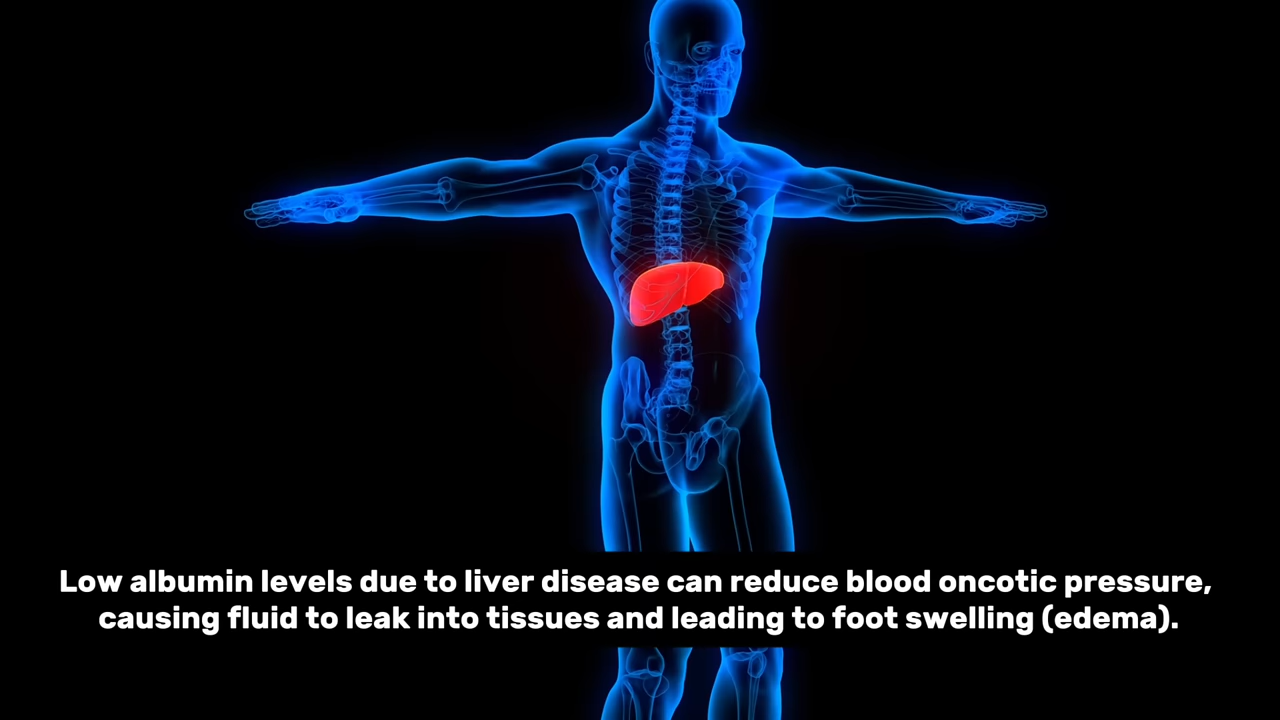 Low albumin levels due to liver disease can reduce blood oncotic pressure,
causing fluid to leak into tissues and leading to foot swelling (edema).